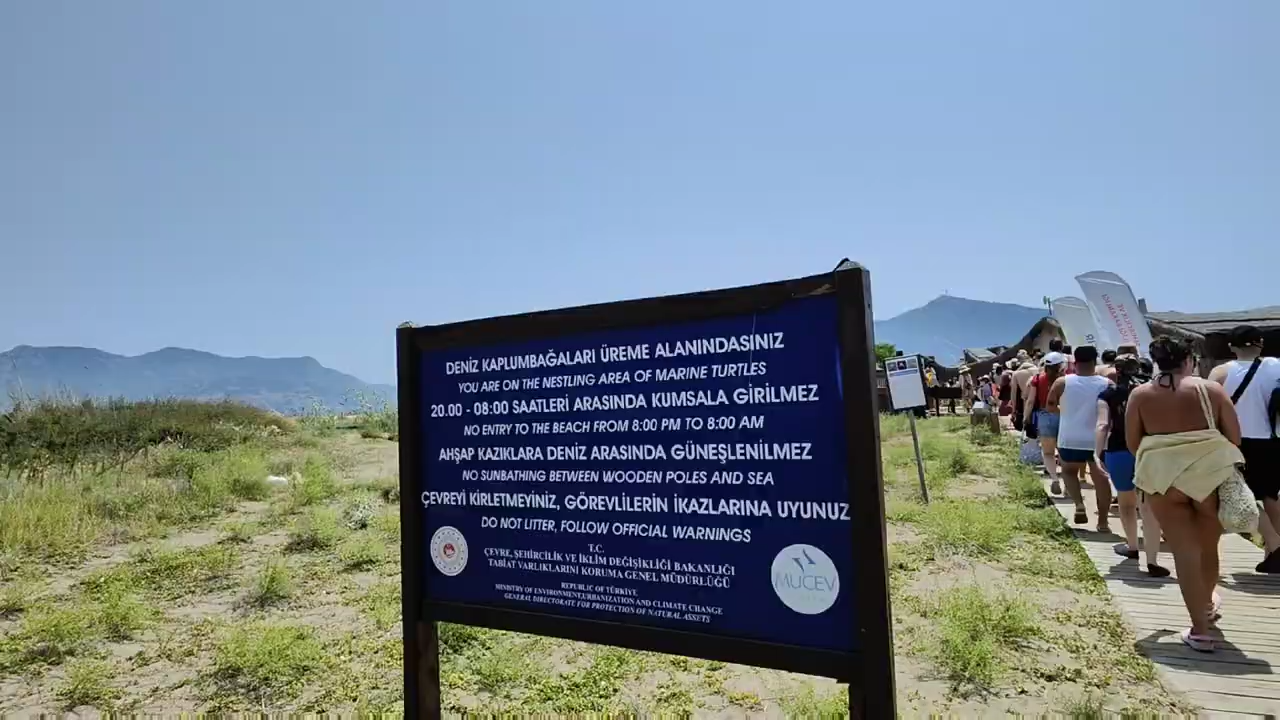 DENİZ KAPLUMBAĞALARI ÜREME ALANINDASINIZ
YOU ARE ON THE NESTLING AREA OF MARINE TURTLES
20.00 - 08:00 SAATLERİ ARASINDA KUMSALA GİRİLMEZ
NO ENTRY TO THE BEACH FROM 8:00 PM TO 8:00 AM
AHŞAP KAZIKLARA DENİZ ARASINDA GÜNEŞLENİLMEZ
NO SUNBATHING BETWEEN WOODEN POLES AND SEA
ÇEVREYİ KİRLETMEYİNİZ, GÖREVLİLERİN İKAZLARINA UYUNUZ
DO NOT LITTER, FOLLOW OFFICIAL WARNINGS
T.C.
ÇEVRE, ŞEHİRCİLİK VE İKLİM DEĞİŞİKLİĞİ BAKANLIĞI
TABİAT VARLIKLARINI KORUMA GENEL MÜDÜRLÜĞÜ
REPUBLIC OF TÜRKİYE
MINISTRY OF ENVIRONMENT,URBANIZATION AND CLIMATE CHANGE
GENERAL DIRECTORATE FOR PROTECTION OF NATURAL ASSETS
MUÇEV